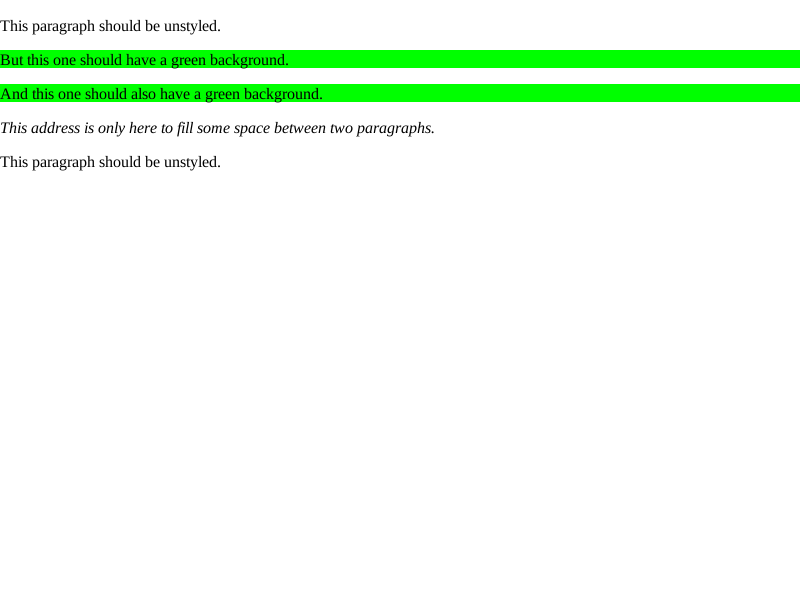 This paragraph should be unstyled.
But this one should have a green background.
And this one should also have a green background.
This address is only here to fill some space between two paragraphs.
This paragraph should be unstyled.